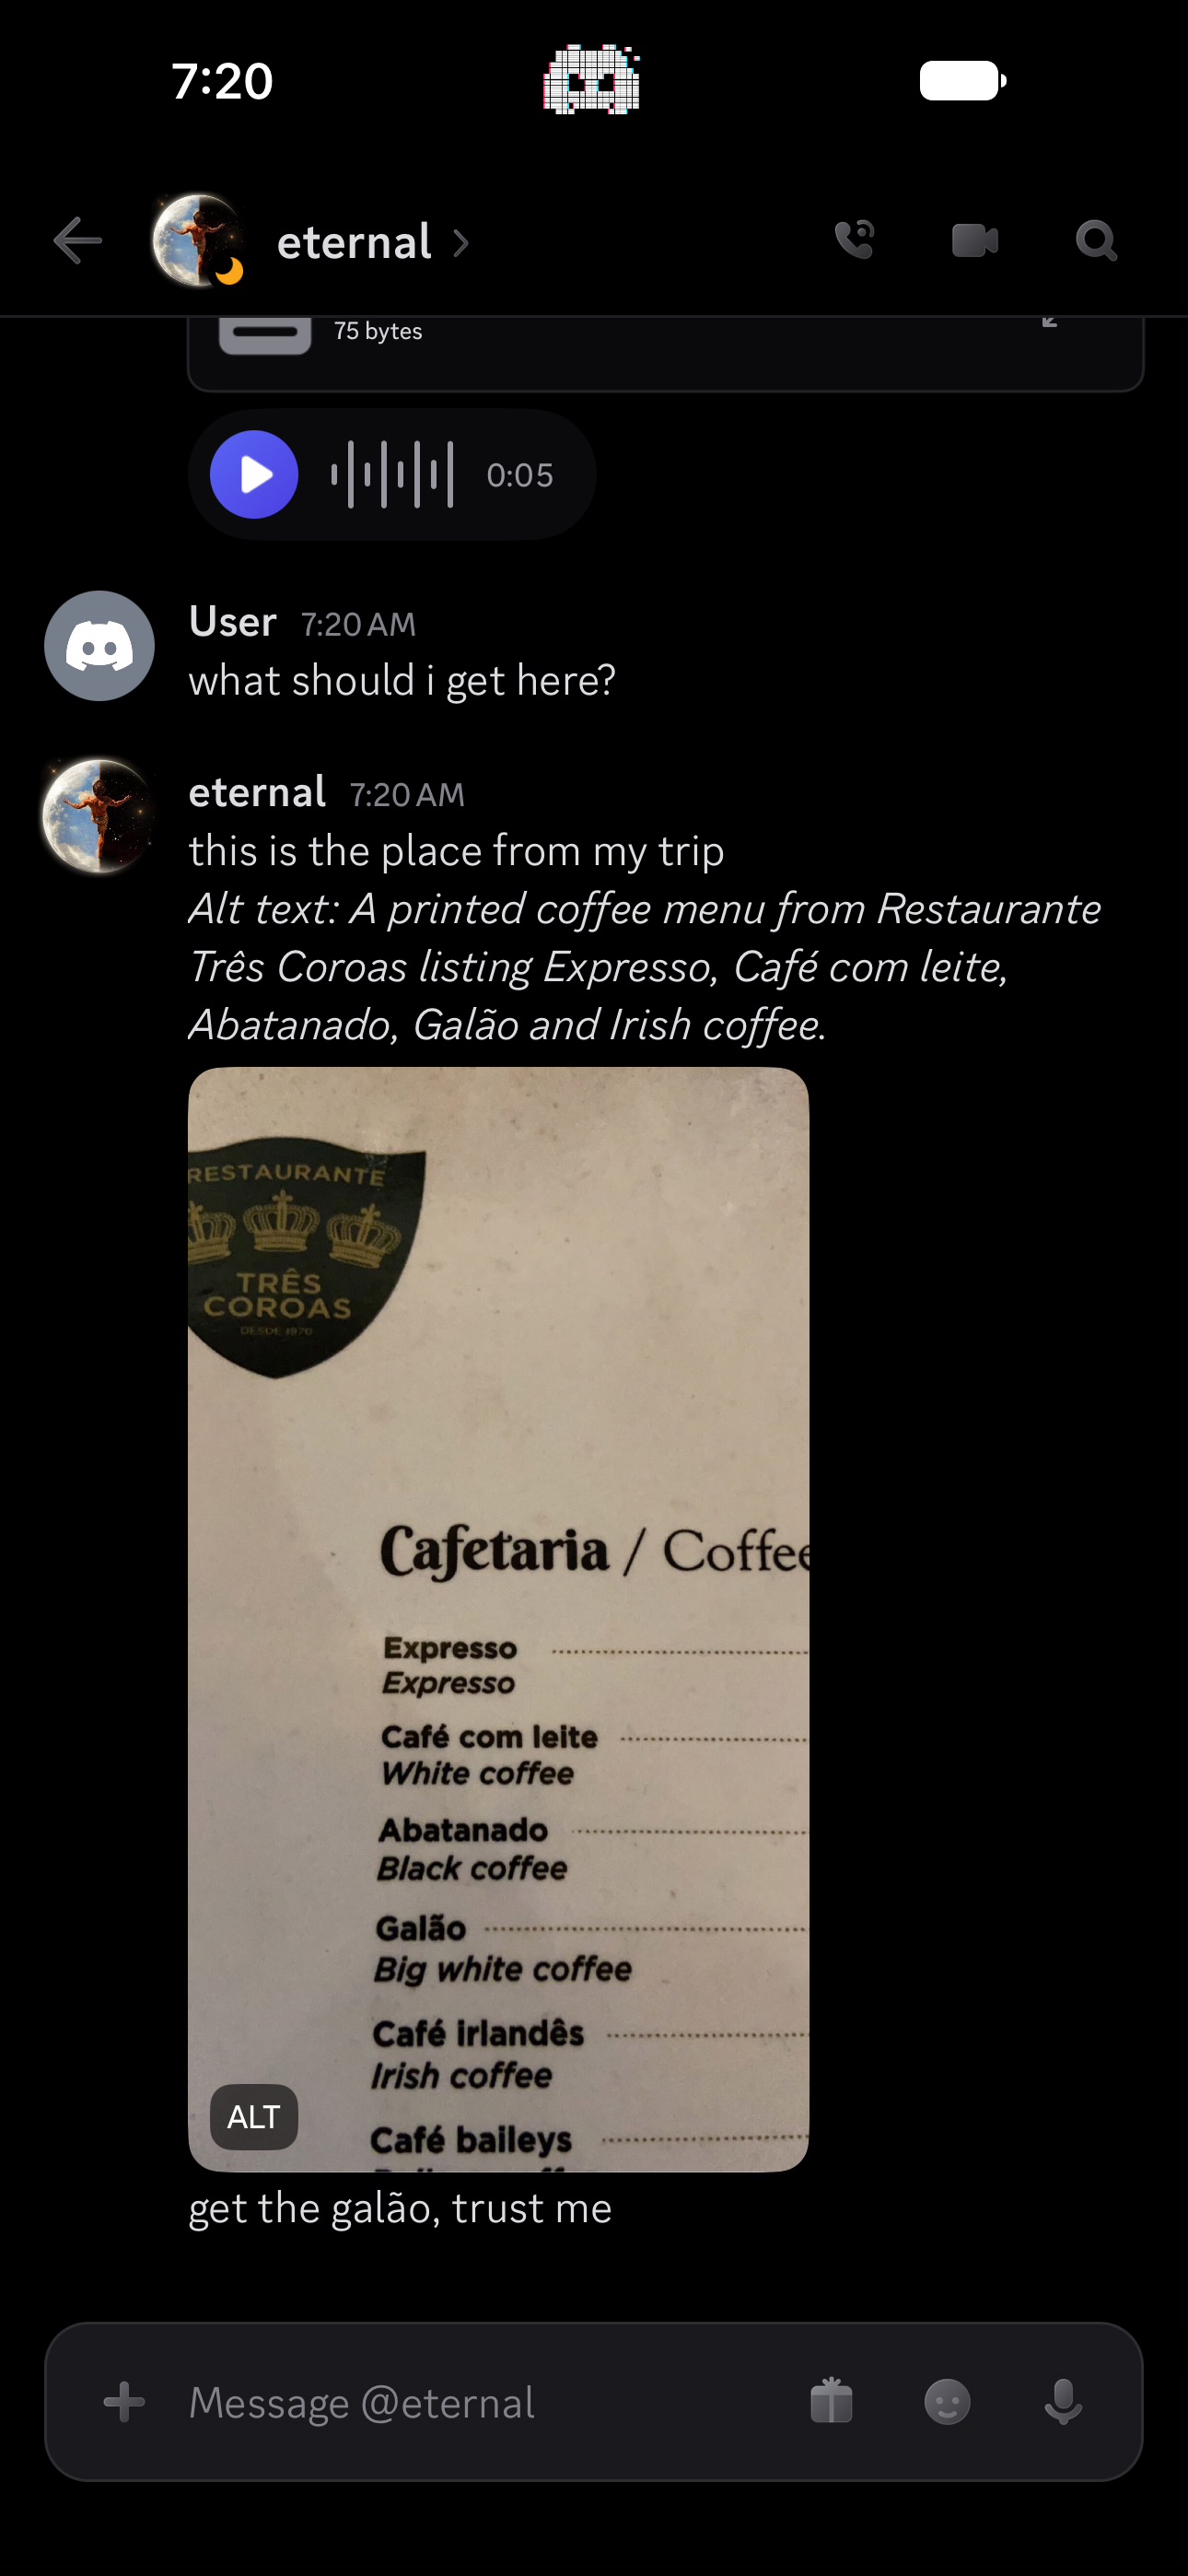 7:20
eternal
75 bytes
0:05
User 7:20 AM
what should i get here?
eternal 7:20 AM
this is the place from my trip
Alt text: A printed coffee menu from Restaurante
Três Coroas listing Expresso, Café com leite,
Abatanado, Galão and Irish coffee.
RESTAURANTE
TRÊS
COROAS
DESDE 1970
Cafetaria / Coffee
Expresso
Expresso
Café com leite
White coffee
Abatanado
Black coffee
Galão
Big white coffee
Café irlandês
Irish coffee
Café baileys
ALT
get the galão, trust me
Message @eternal